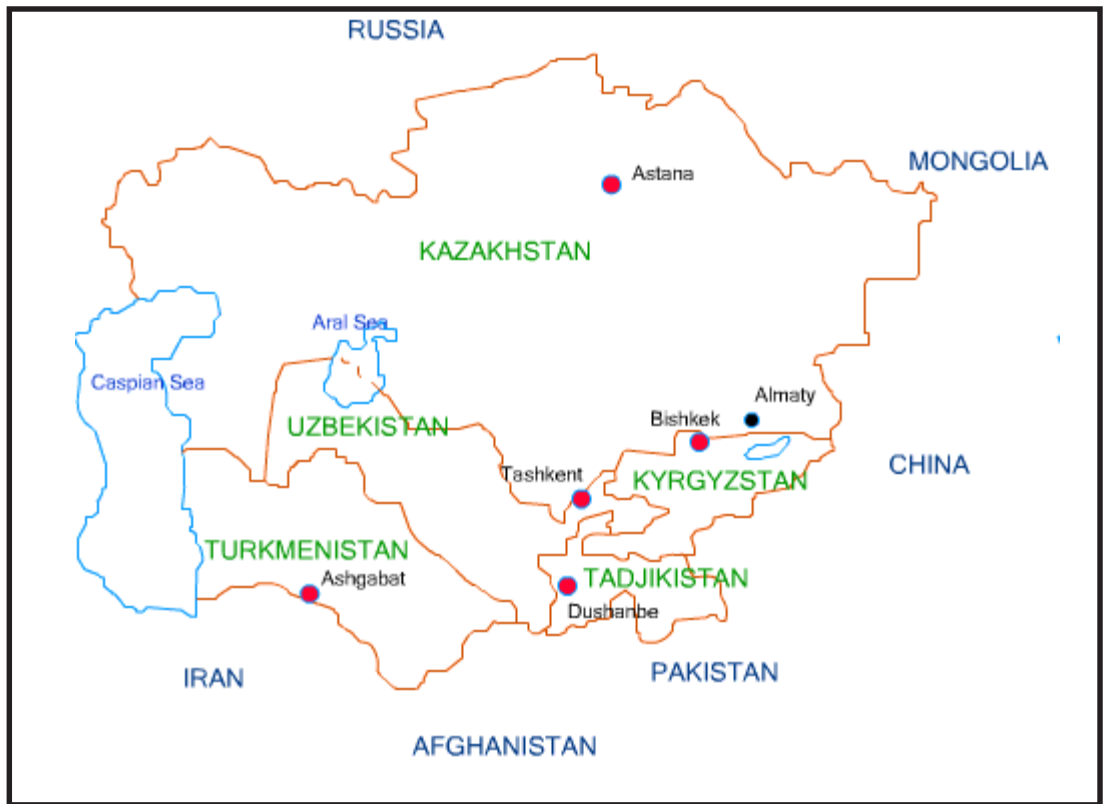 RUSSIA
MONGOLIA
Astana
KAZAKHSTAN
Aral Sea
Caspian Sea
Almaty
Bishkek
UZBEKISTAN
CHINA
Tashkent
KYRGYZSTAN
TURKMENISTAN
Ashgabat
TADJIKISTAN
Dushanbe
PAKISTAN
IRAN
AFGHANISTAN